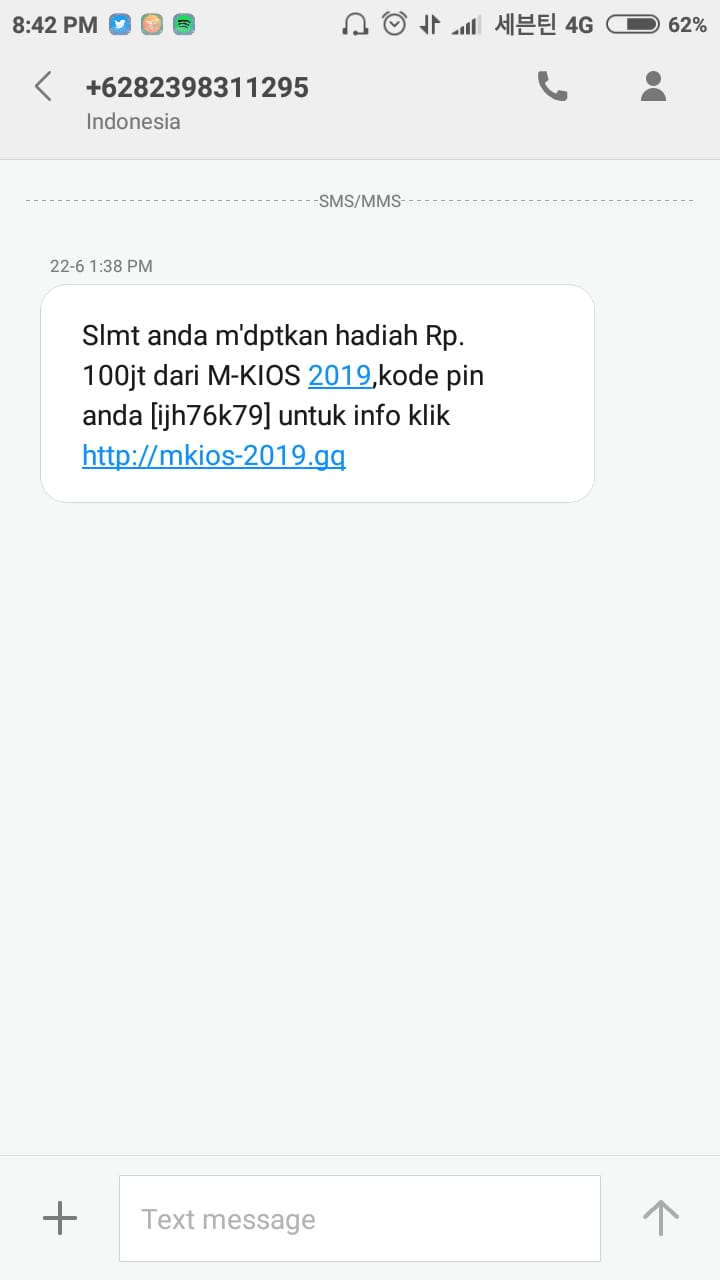 8:42 PM 세븐틴 4G 62%
+6282398311295
Indonesia
SMS/MMS
22-6 1:38 PM
Slmt anda m'dptkan hadiah Rp.
100jt dari M-KIOS 2019,kode pin
anda [ijh76k79] untuk info klik
http://mkios-2019.gq
Text message